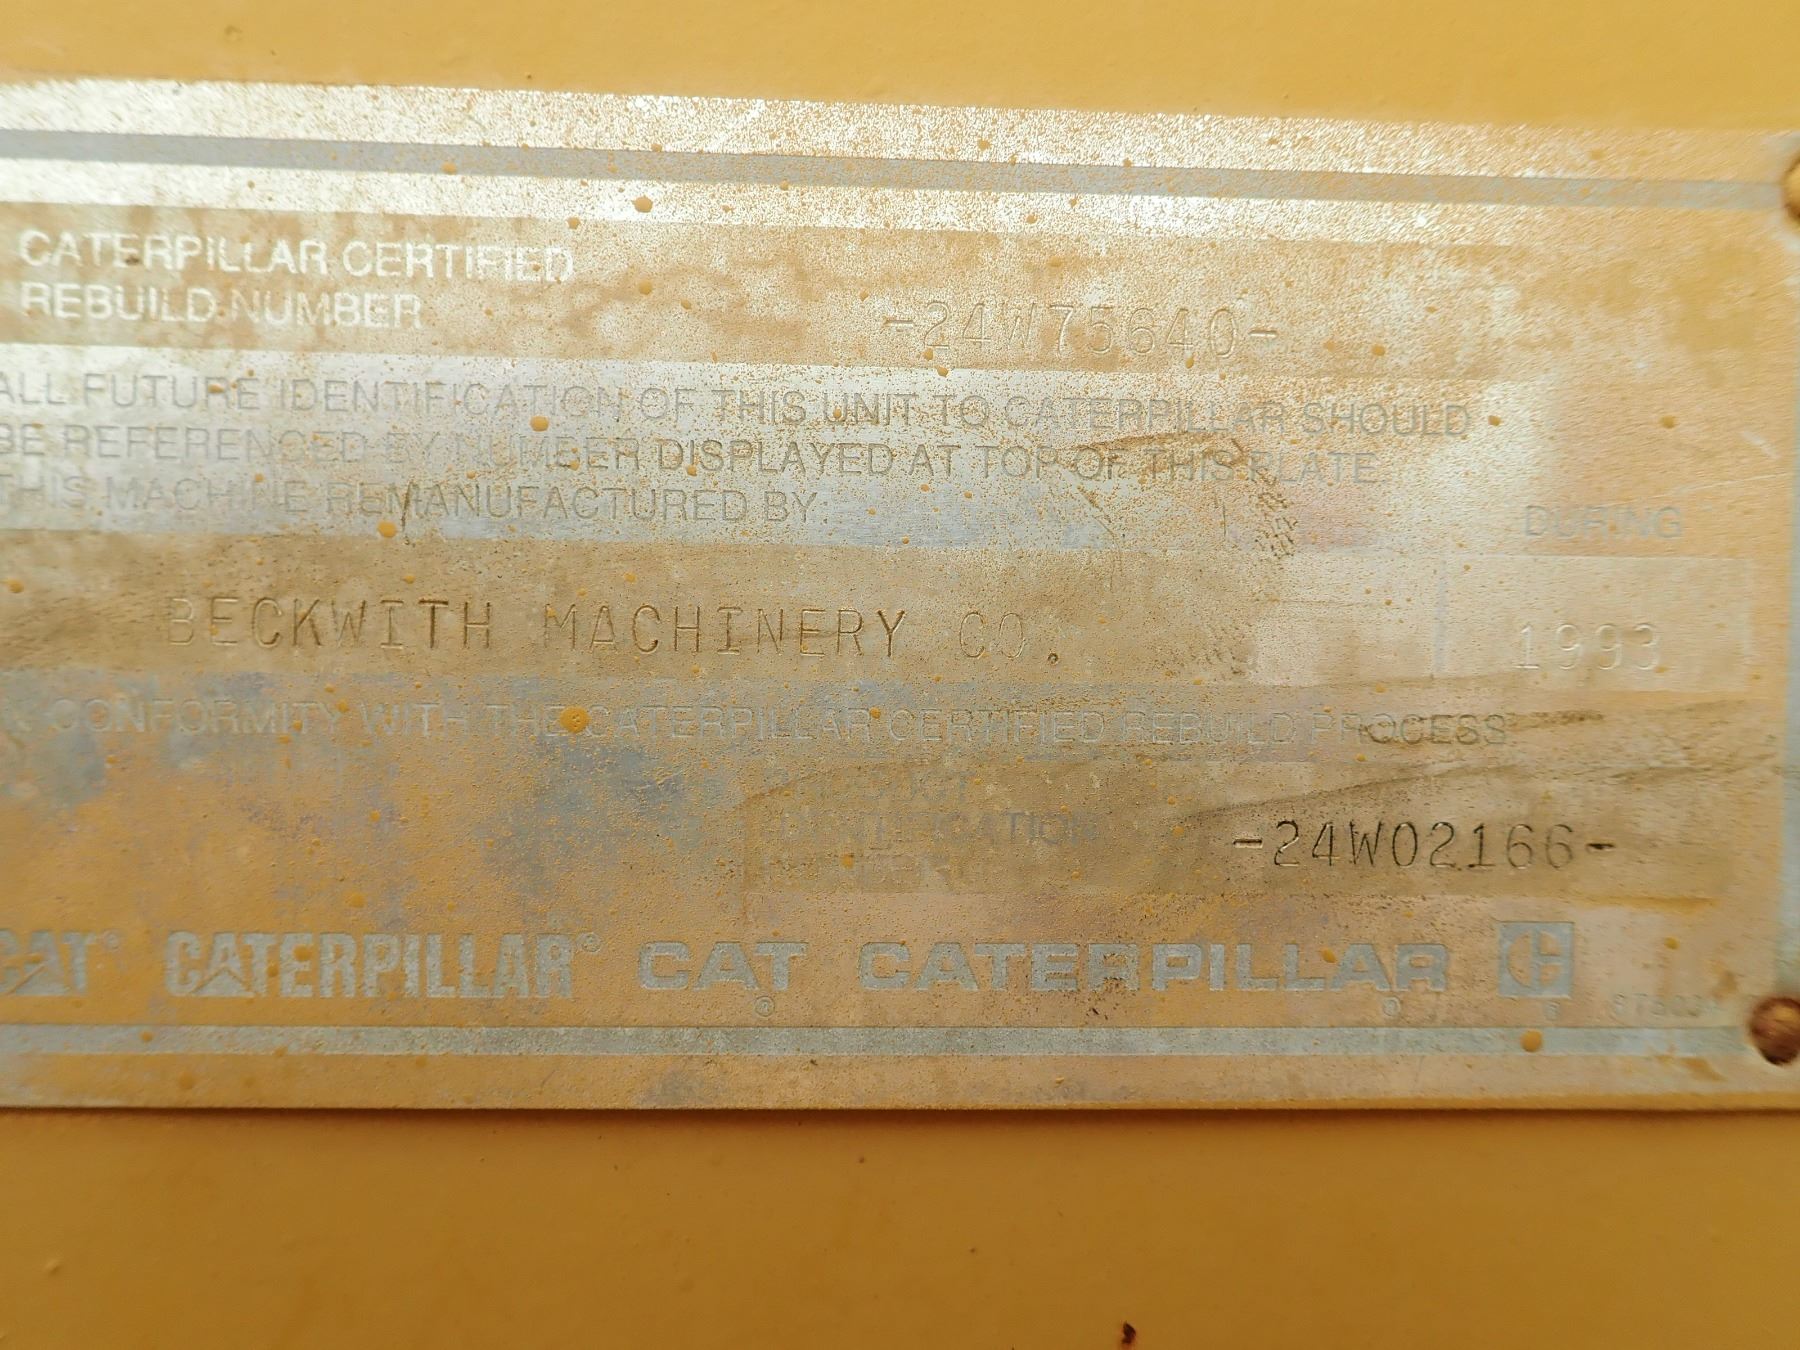 CATERPILLAR CERTIFIED
REBUILD NUMBER
-24W75640-
ALL FUTURE IDENTIFICATION OF THIS UNIT TO CATERPILLAR SHOULD
BE REFERENCED BY NUMBER DISPLAYED AT TOP OF THIS PLATE.
THIS MACHINE REMANUFACTURED BY:
DURING
BECKWITH MACHINERY CO.
1993
CONFORMITY WITH THE CATERPILLAR CERTIFIED REBUILD PROCESS
IDENTIFICATION
NUMBER
-24W02166-
CAT® CATERPILLAR® CAT® CATERPILLAR®